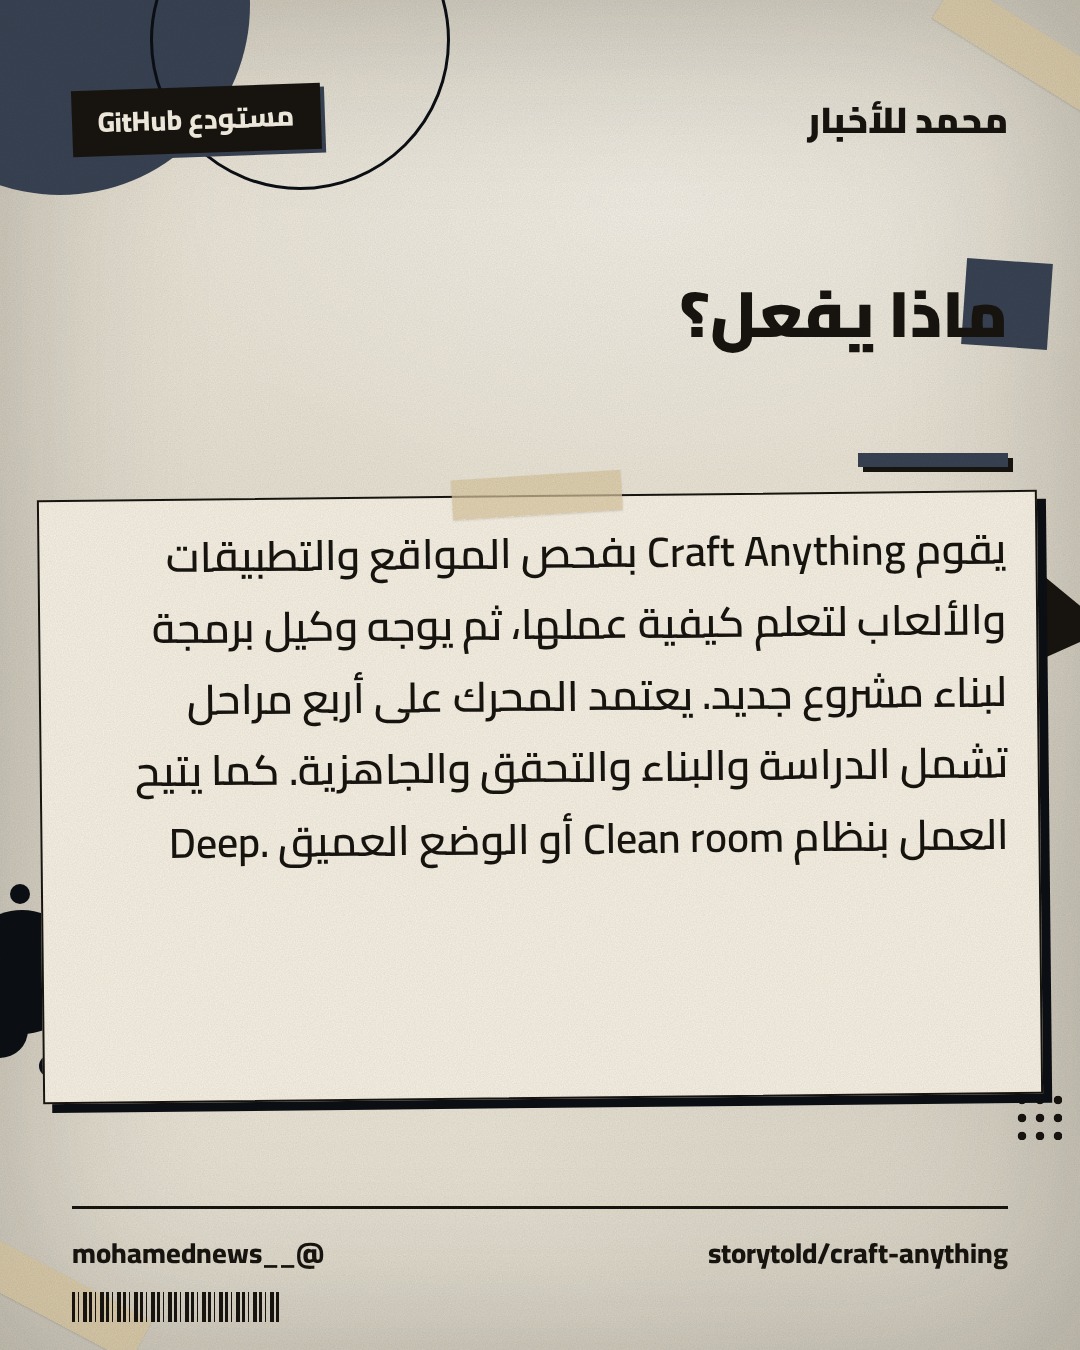 محمد للأخبار
مستودع GitHub
ماذا يفعل؟
يقوم Craft Anything بفحص المواقع والتطبيقات
والألعاب لتعلم كيفية عملها، ثم يوجه وكيل برمجة
لبناء مشروع جديد. يعتمد المحرك على أربع مراحل
تشمل الدراسة والبناء والتحقق والجاهزية. كما يتيح
العمل بنظام Clean room أو الوضع العميق .Deep
storytold/craft-anything
mohamednews__@